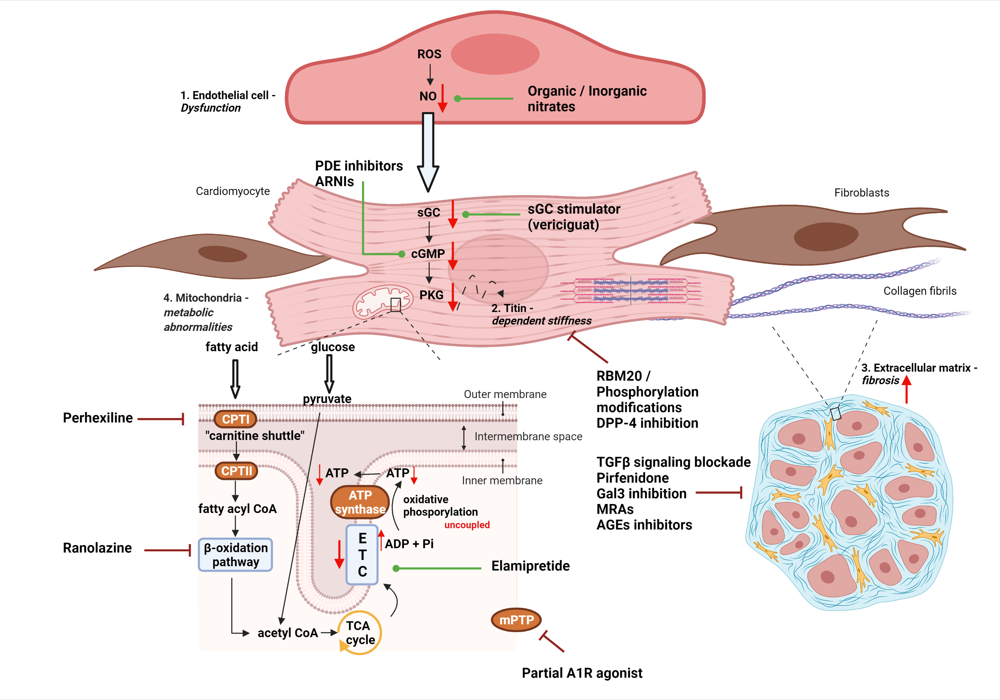 ROS
NO
Organic / Inorganic
nitrates
1. Endothelial cell -
Dysfunction
PDE inhibitors
ARNIs
Cardiomyocyte
Fibroblasts
sGC
sGC stimulator
(vericiguat)
cGMP
PKG
Collagen fibrils
4. Mitochondria -
metabolic
abnormalities
2. Titin -
dependent stiffness
fatty acid
glucose
3. Extracellular matrix -
fibrosis
RBM20 /
Phosphorylation
modifications
DPP-4 inhibition
pyruvate
Outer membrane
Perhexiline
CPTI
"carnitine shuttle"
Intermembrane space
CPTII
ATP
ATP
Inner membrane
TGFβ signaling blockade
Pirfenidone
Gal3 inhibition
MRAs
AGEs inhibitors
ATP
synthase
oxidative
phosporylation
uncoupled
fatty acyl CoA
E
T
C
ADP + Pi
Ranolazine
β-oxidation
pathway
Elamipretide
mPTP
acetyl CoA
TCA
cycle
Partial A1R agonist